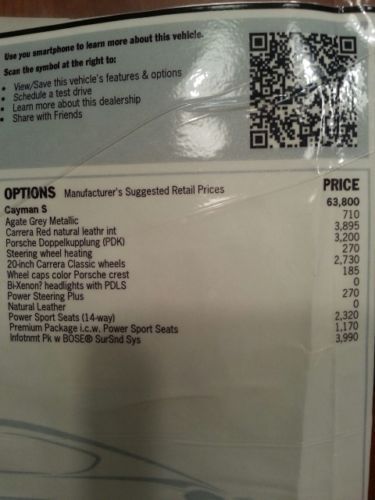 Use you smartphone to learn more about this vehicle.
Scan the symbol at the right to:
• View/Save this vehicle's features & options
• Schedule a test drive
• Learn more about this dealership
• Share with Friends
OPTIONS Manufacturer's Suggested Retail Prices PRICE
Cayman S 63,800
Agate Grey Metallic 710
Carrera Red natural leathr int 3,895
Porsche Doppelkupplung (PDK) 3,200
Steering wheel heating 270
20-inch Carrera Classic wheels 2,730
Wheel caps color Porsche crest 185
Bi-Xenon? headlights with PDLS 0
Power Steering Plus 270
Natural Leather 0
Power Sport Seats (14-way) 2,320
Premium Package i.c.w. Power Sport Seats 1,170
Infotnmt Pk w BOSE® SurSnd Sys 3,990